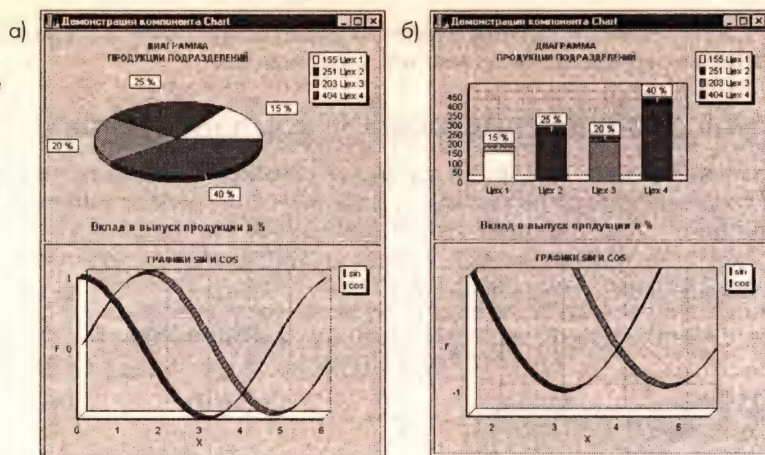 а)
Демонстрация компонента Chart
ДИАГРАММА
ПРОДУКЦИИ ПОДРАЗДЕЛЕНИЙ
155 Цех 1
251 Цех 2
203 Цех 3
404 Цех 4
25 %
15 %
20 %
40 %
Вклад в выпуск продукции в %
ГРАФИКИ SIN И COS
sin
cos
1
F 0
0 1 2 3 4 5 6
X
б)
Демонстрация компонента Chart
ДИАГРАММА
ПРОДУКЦИИ ПОДРАЗДЕЛЕНИЙ
155 Цех 1
251 Цех 2
203 Цех 3
404 Цех 4
450
400
350
300
250
200
150
100
50
0
15 %
25 %
20 %
40 %
Цех 1 Цех 2 Цех 3 Цех 4
Вклад в выпуск продукции в %
ГРАФИКИ SIN И COS
sin
cos
F
-1
2 3 4 5
X